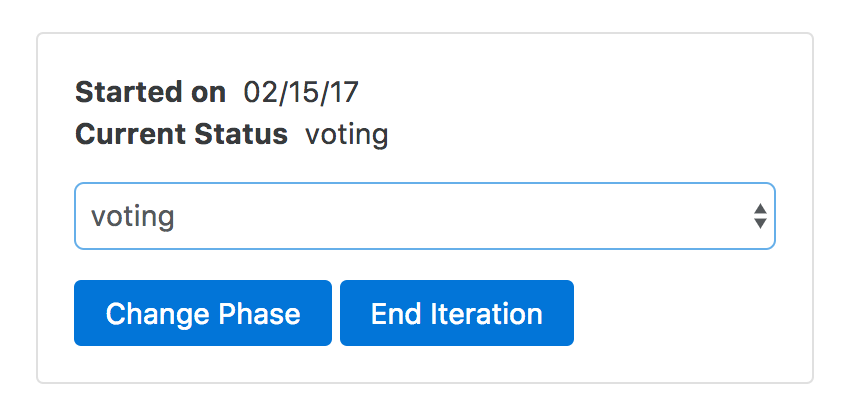 Started on 02/15/17
Current Status voting
voting
Change Phase End Iteration